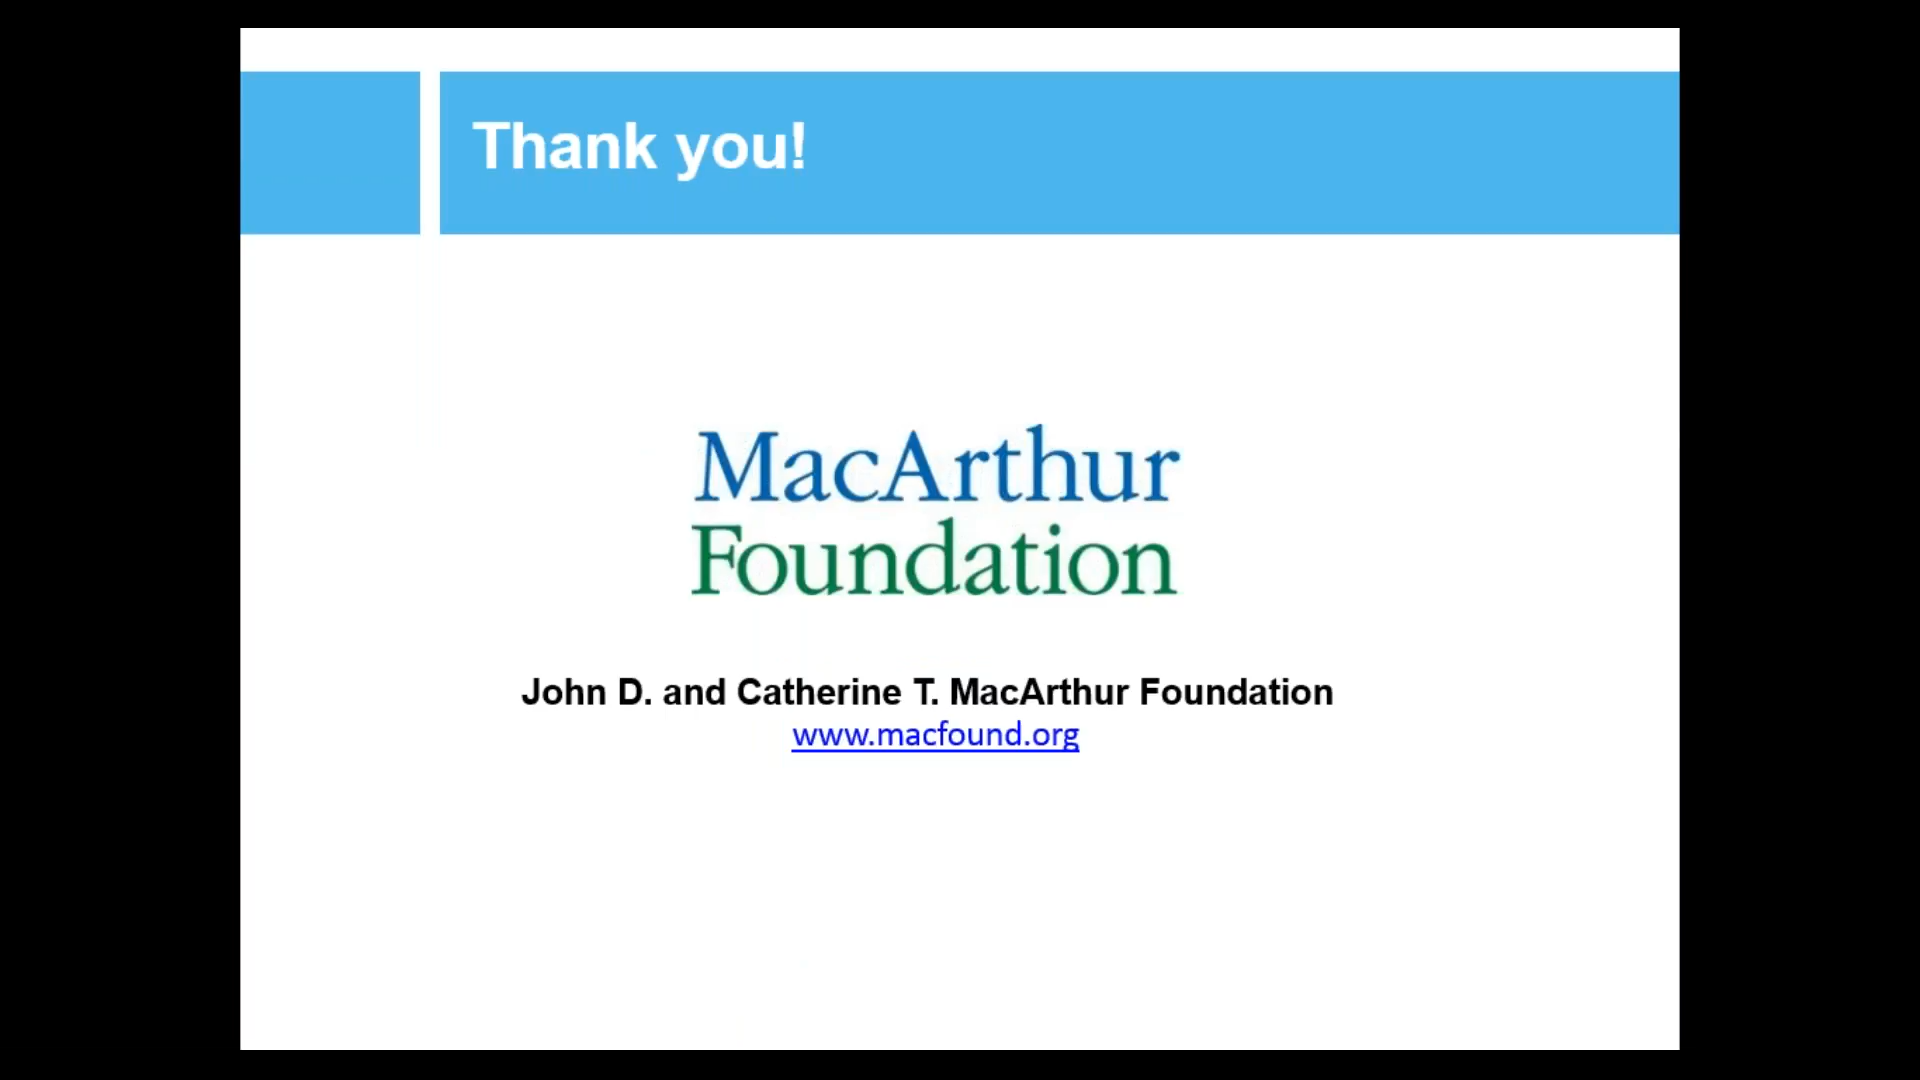 Thank you!
MacArthur
Foundation
John D. and Catherine T. MacArthur Foundation
www.macfound.org